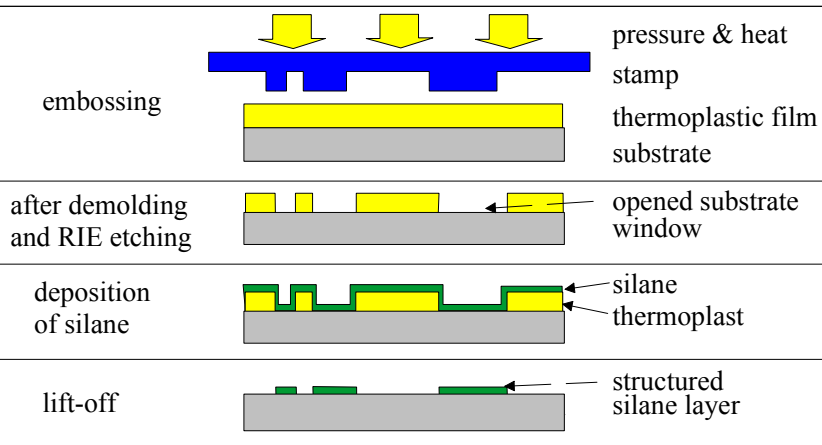 embossing
pressure & heat
stamp
thermoplastic film
substrate
after demolding
and RIE etching
opened substrate
window
deposition
of silane
silane
thermoplast
lift-off
structured
silane layer